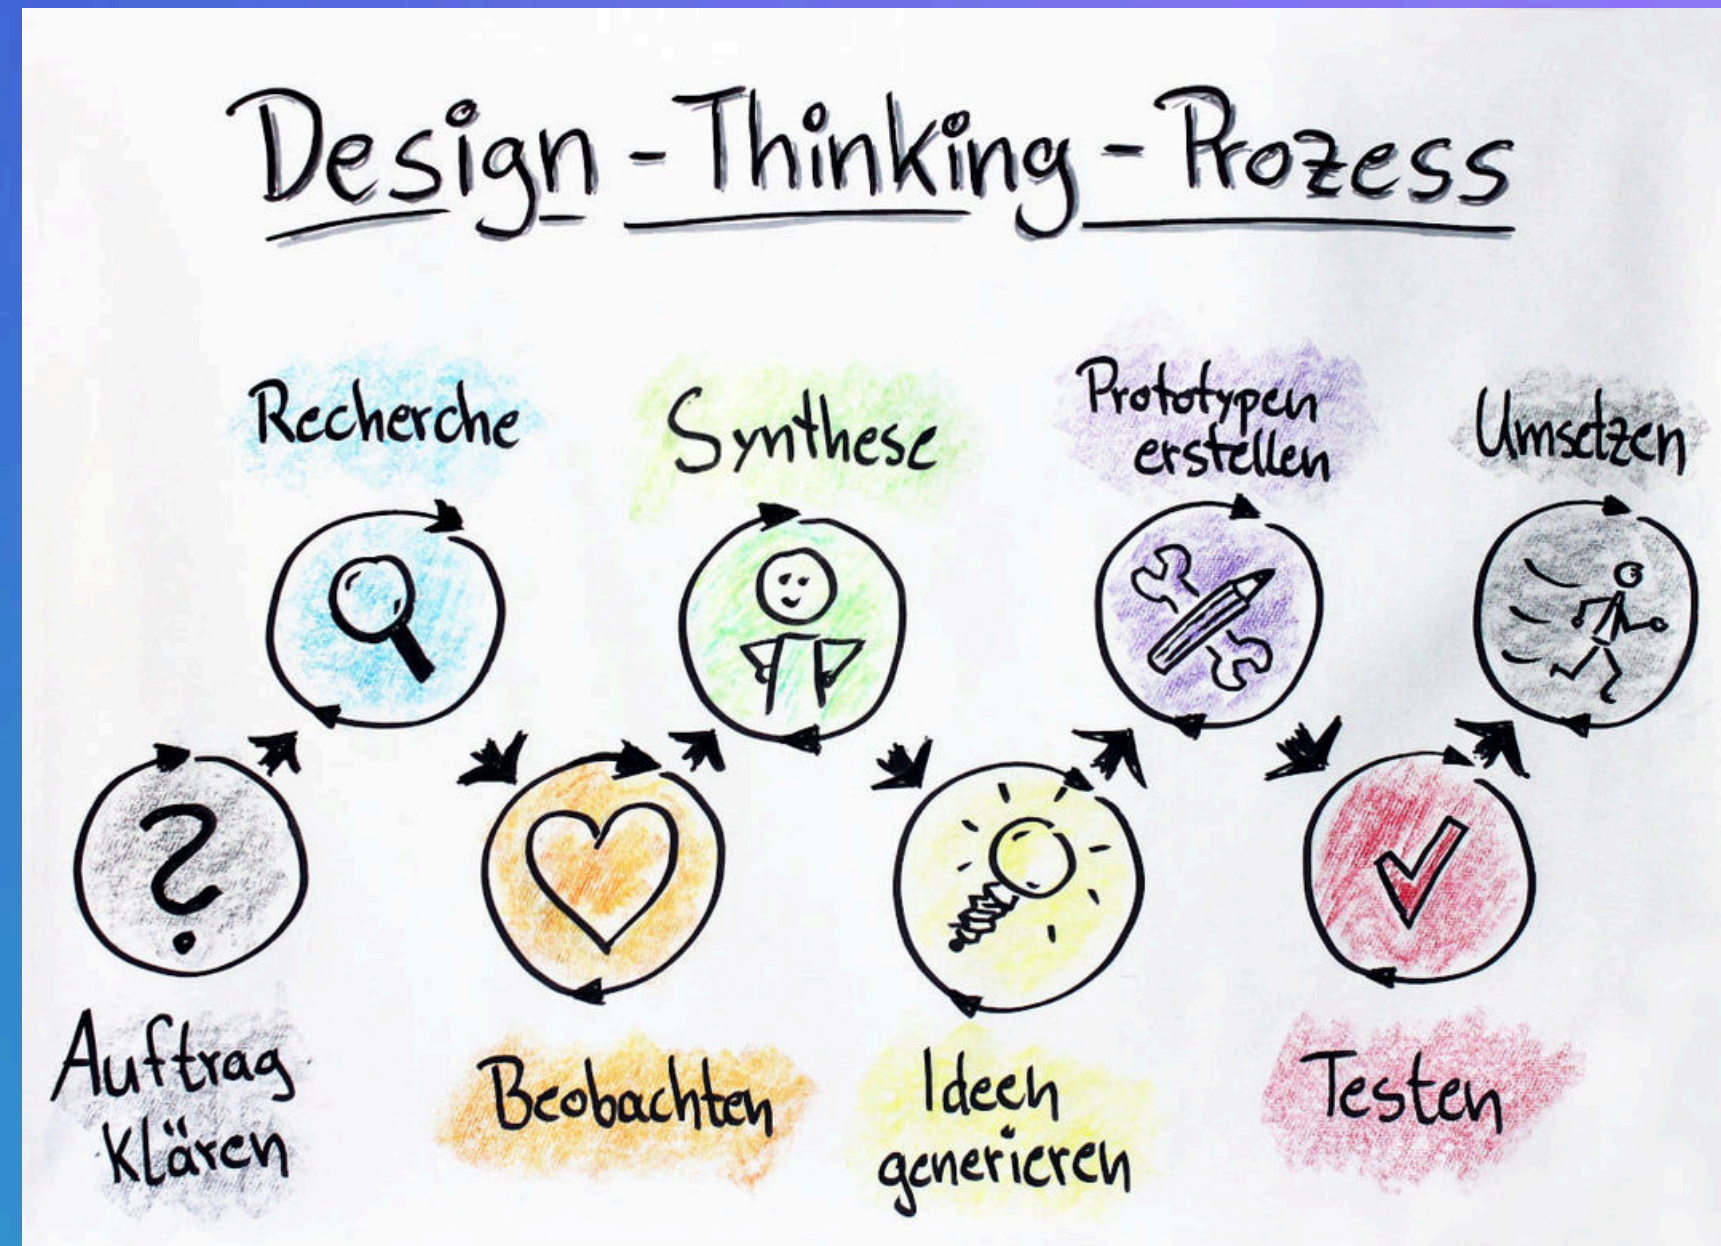 Design-Thinking-Prozess
Auftrag
klären
Recherche
Beobachten
Synthese
Ideen
generieren
Prototypen
erstellen
Testen
Umsetzen